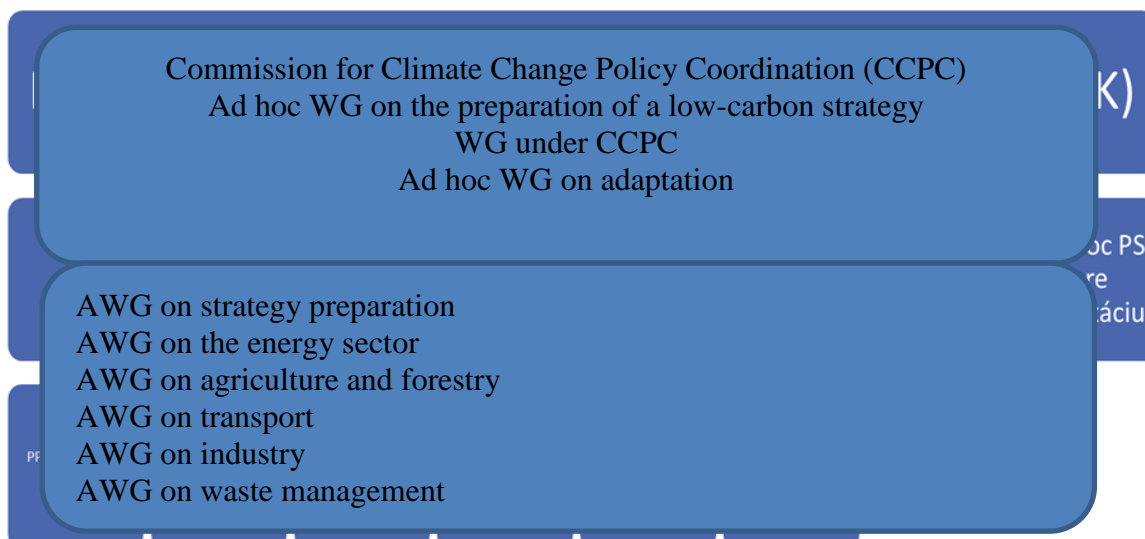 Commission for Climate Change Policy Coordination (CCPC)
K)
Ad hoc WG on the preparation of a low-carbon strategy
WG under CCPC
Ad hoc WG on adaptation
PS
re
AWG on strategy preparation
AWG on the energy sector
AWG on agriculture and forestry
AWG on transport
AWG on industry
AWG on waste management